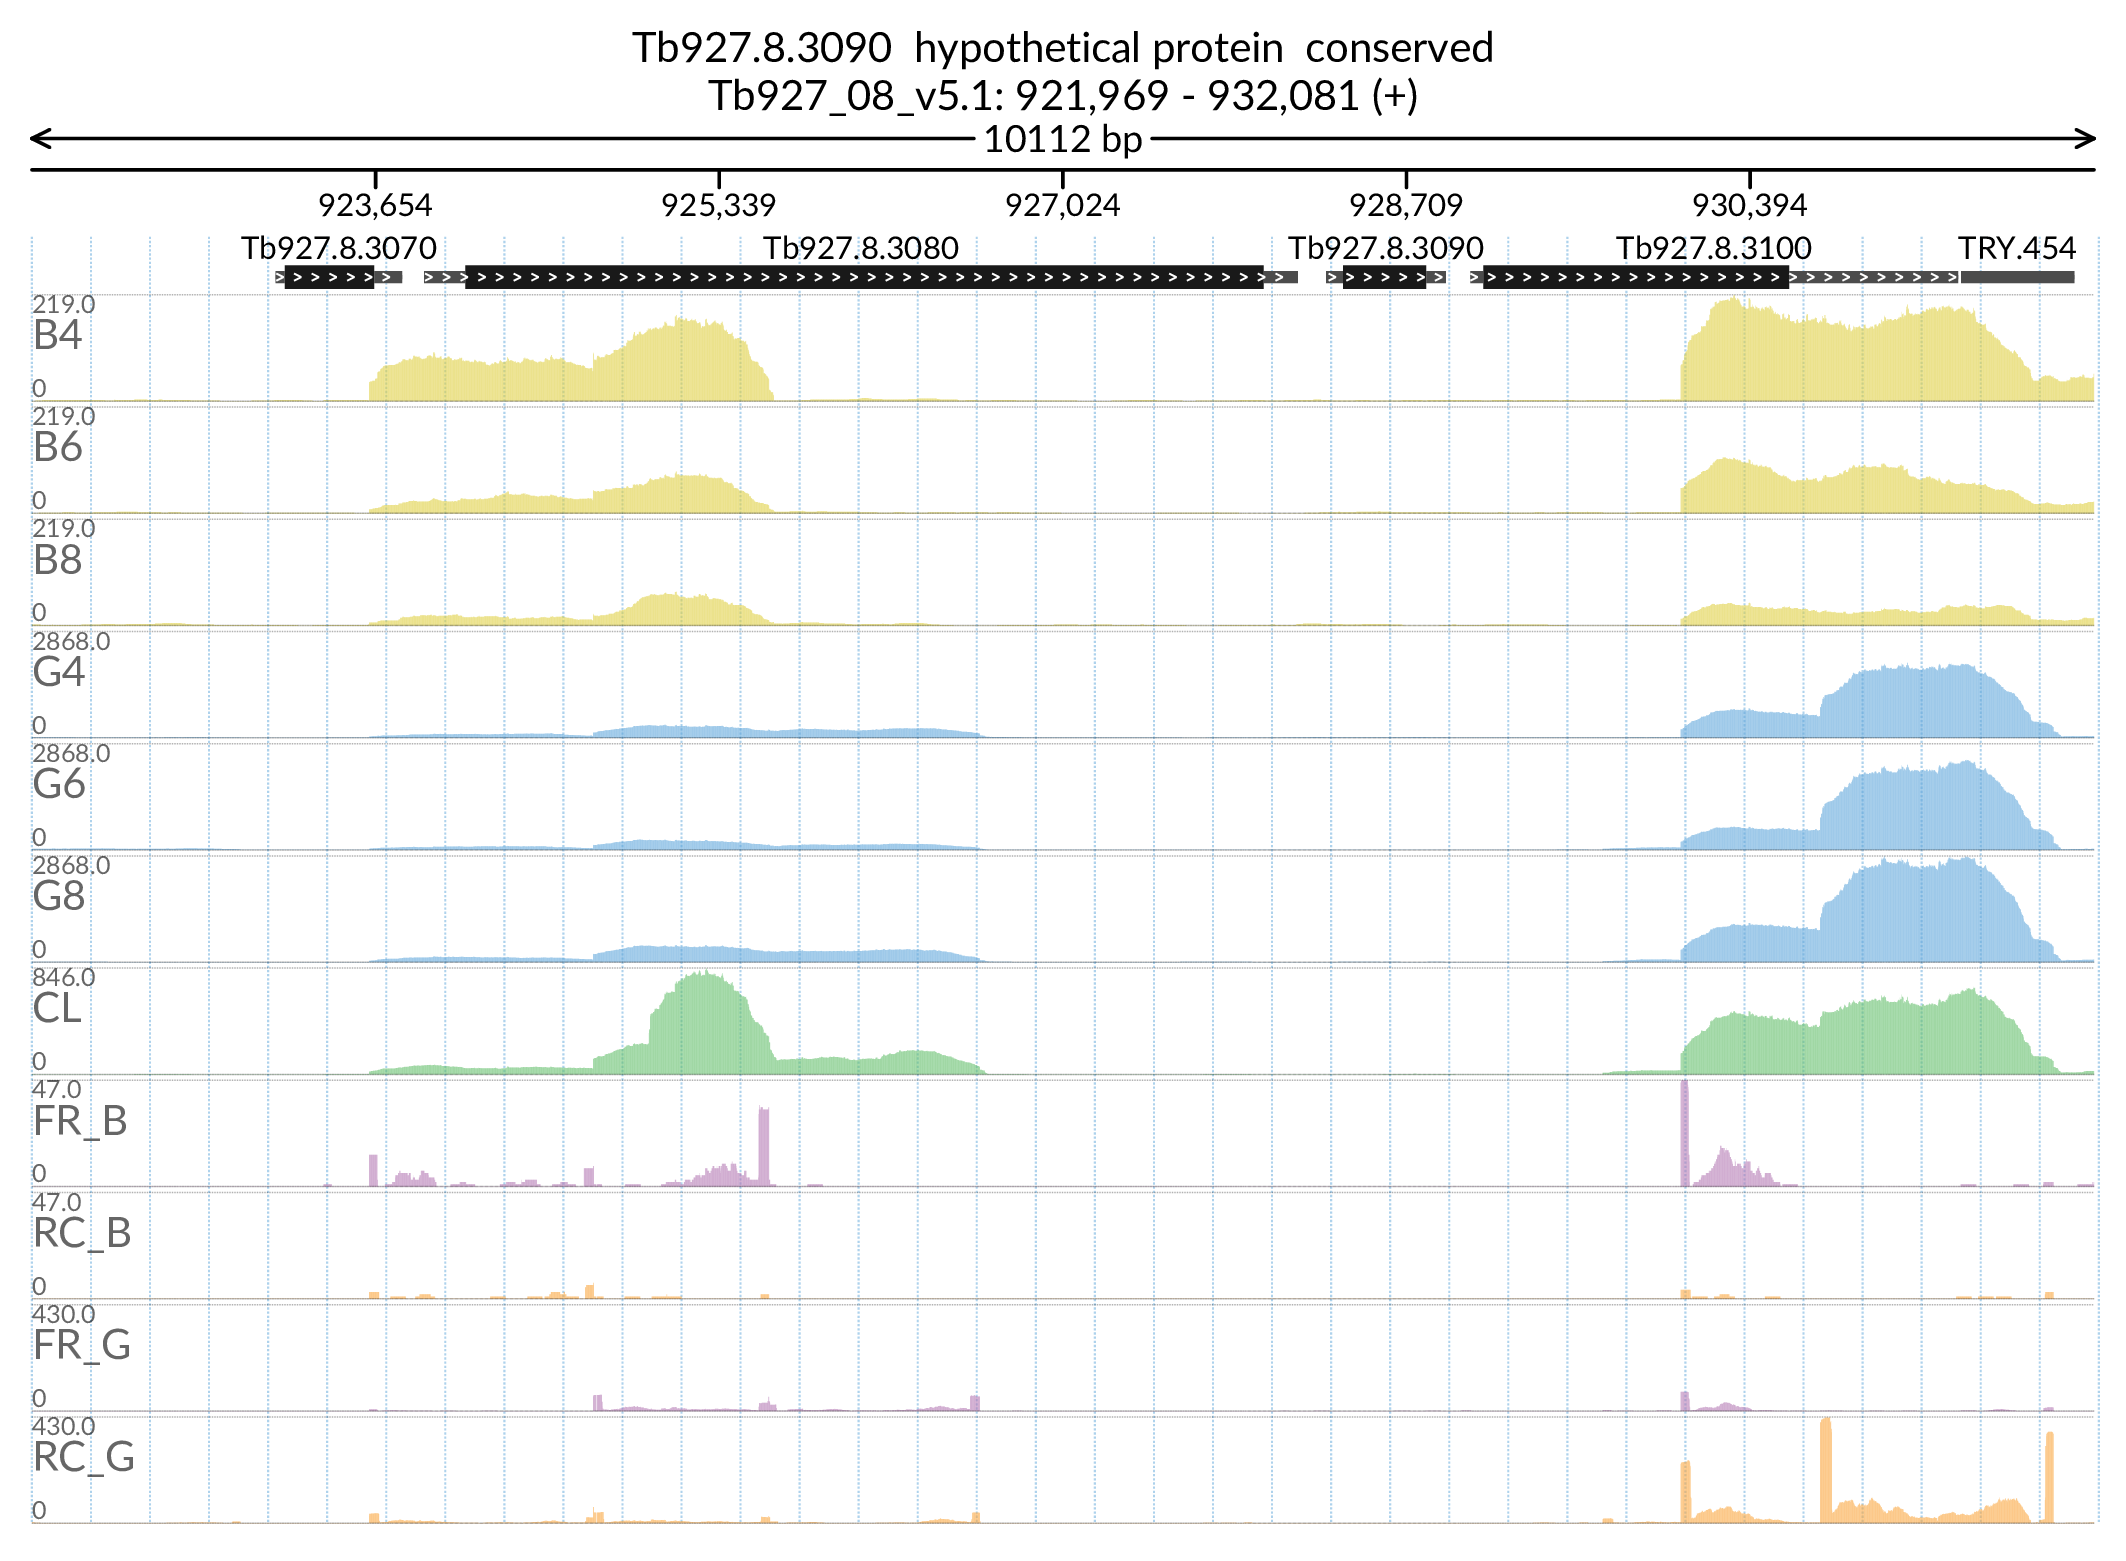 Tb927.8.3090  hypothetical protein  conserved
Tb927_08_v5.1: 921,969 - 932,081 (+)
10112 bp
923,654 925,339 927,024 928,709 930,394
Tb927.8.3070 Tb927.8.3080 Tb927.8.3090 Tb927.8.3100 TRY.454
219.0
B4
0
219.0
B6
0
219.0
B8
0
2868.0
G4
0
2868.0
G6
0
2868.0
G8
0
846.0
CL
0
47.0
FR_B
0
47.0
RC_B
0
430.0
FR_G
0
430.0
RC_G
0